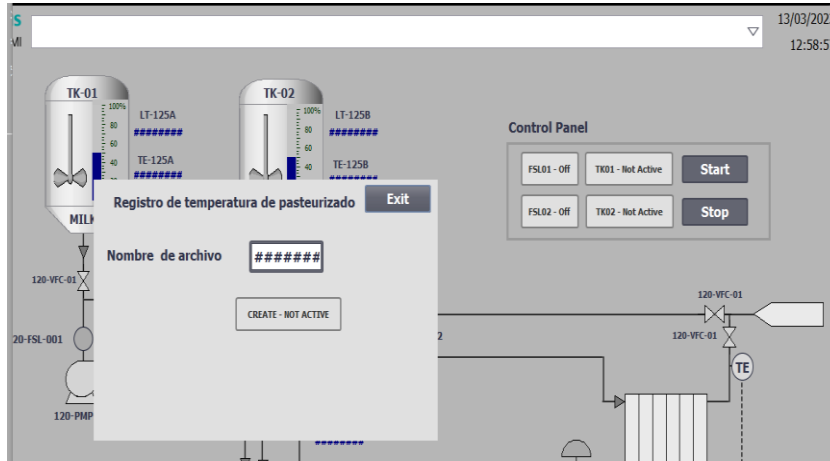 S
13/03/202
MI
12:58:5
TK-01
TK-02
100%
80
60
40
LT-125A
########
TE-125A
########
100%
80
60
40
LT-125B
########
TE-125B
########
Control Panel
FSL01 - Off
TK01 - Not Active
Start
FSL02 - Off
TK02 - Not Active
Stop
Registro de temperatura de pasteurizado
Exit
MILK
Nombre de archivo
#######
120-VFC-01
CREATE - NOT ACTIVE
120-VFC-01
20-FSL-001
2
120-VFC-01
TE
120-PMP
########